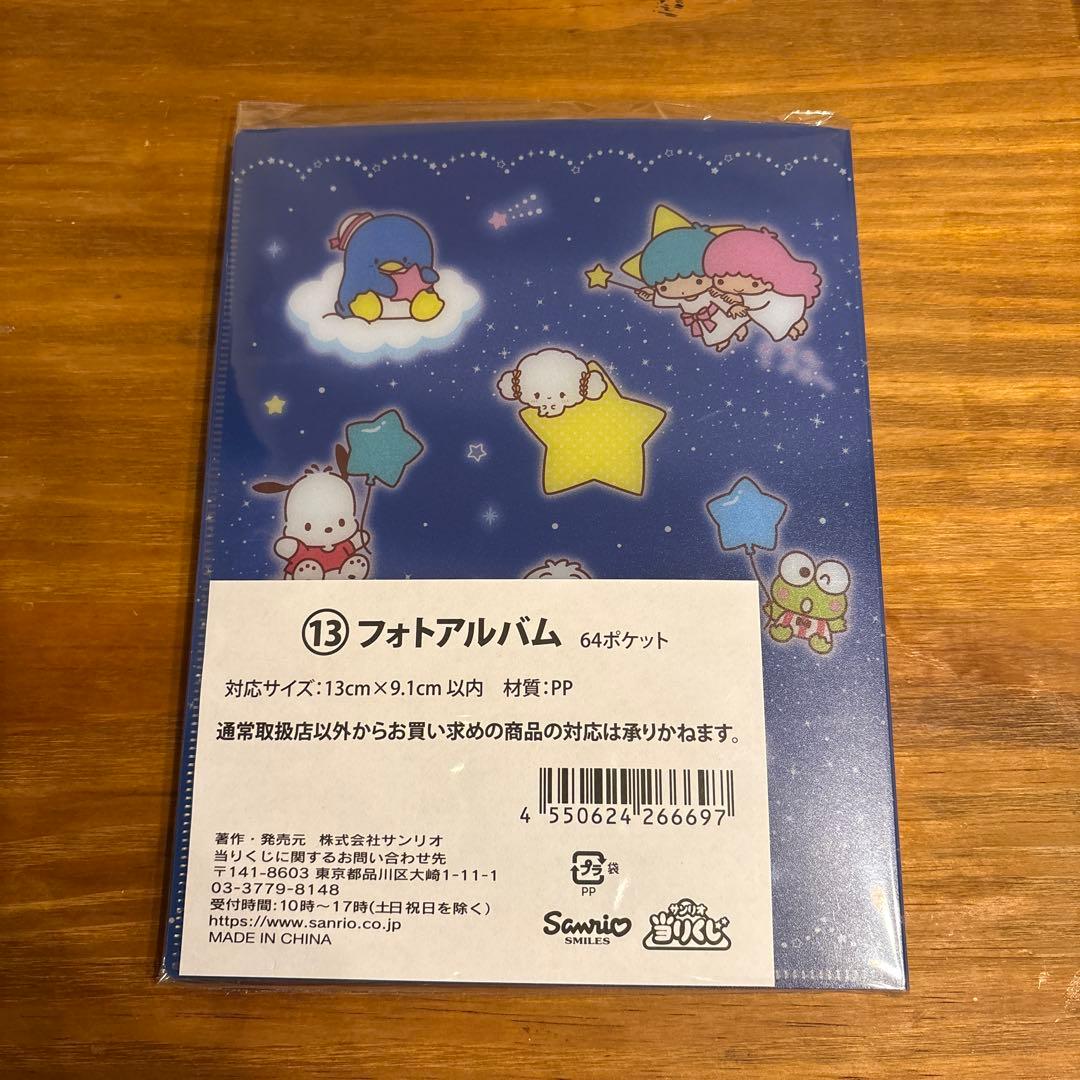 ⑬フォトアルバム 64ポケット
対応サイズ：13cm×9.1cm 以内 材質：PP
通常取扱店以外からお買い求めの商品の対応は承りかねます。
4 550624 266697
著作・発売元 株式会社サンリオ
当りくじに関するお問い合わせ先
〒141-8603 東京都品川区大崎1-11-1
03-3779-8148
受付時間:10時～17時(土日祝日を除く)
https://www.sanrio.co.jp
MADE IN CHINA
プラ 袋
PP
Sanrio
SMILES
サンリオ
当りくじ